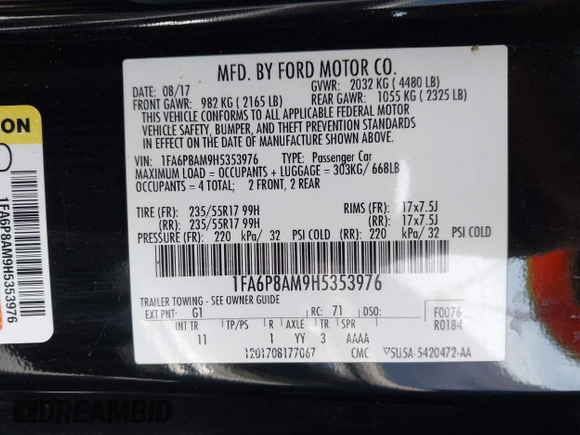 MFD. BY FORD MOTOR CO.
DATE: 08/17 GVWR: 2032 KG ( 4480 LB)
FRONT GAWR: 982 KG ( 2165 LB) REAR GAWR: 1055 KG ( 2325 LB)
THIS VEHICLE CONFORMS TO ALL APPLICABLE FEDERAL MOTOR
VEHICLE SAFETY, BUMPER, AND THEFT PREVENTION STANDARDS
IN EFFECT ON THE DATE OF MANUFACTURE SHOWN ABOVE.
VIN: 1FA6P8AM9H5353976 TYPE: Passenger Car
MAXIMUM LOAD = OCCUPANTS + LUGGAGE = 303KG/ 668LB
OCCUPANTS = 4 TOTAL; 2 FRONT, 2 REAR
TIRE (FR): 235/55R17 99H RIMS (FR): 17x7.5J
(RR): 235/55R17 99H (RR): 17x7.5J
PRESSURE (FR): 220 kPa/ 32 PSI COLD (RR): 220 kPa/ 32 PSI COLD
1FA6P8AM9H5353976
TRAILER TOWING - SEE OWNER GUIDE
EXT PNT: G1 RC: 71 DSO: F0076
R0184
INT TR TP/PS R AXLE TR SPR
11 1 YY 3 AAAA
1201708177067 CMC 5U5A-5420472-AA
ION
1FA6P8AM9H5353976
DREAMBID